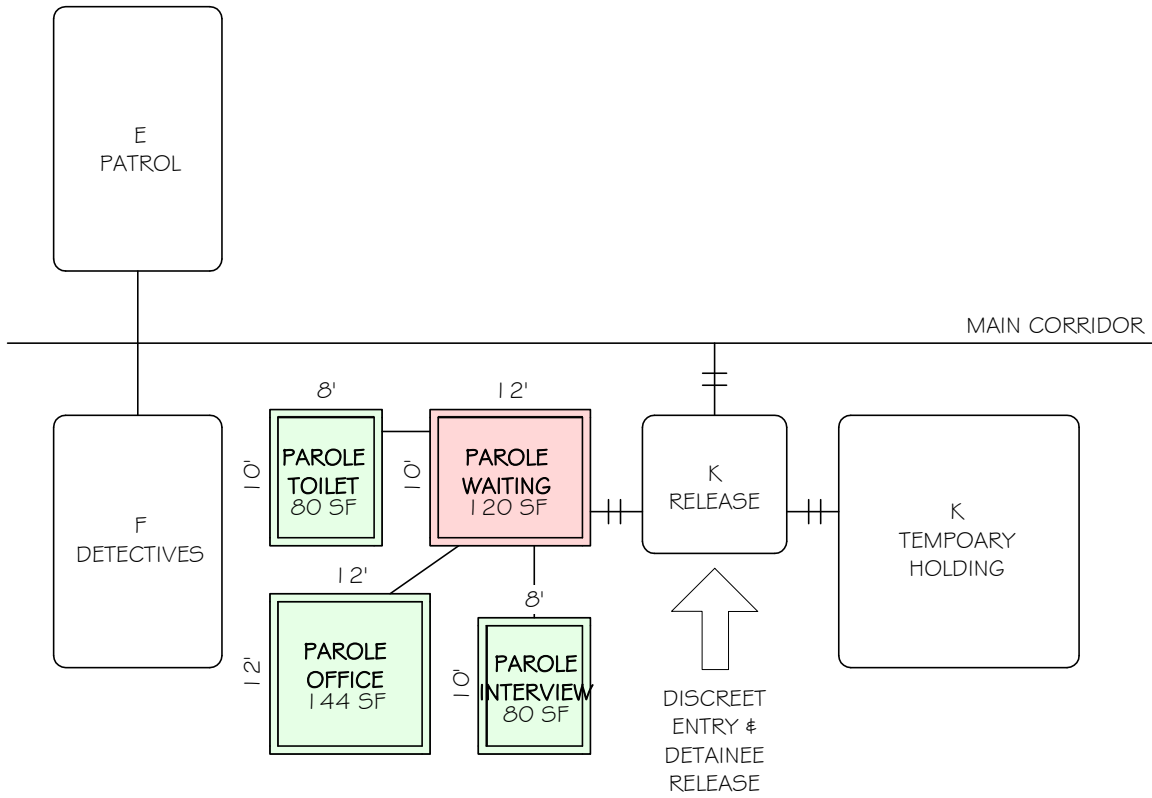 E
PATROL
MAIN CORRIDOR
8'
12'
10'
PAROLE
TOILET
80 SF
10'
PAROLE
WAITING
120 SF
K
RELEASE
K
TEMPOARY
HOLDING
F
DETECTIVES
12'
8'
12'
PAROLE
OFFICE
144 SF
10'
PAROLE
INTERVIEW
80 SF
DISCREET
ENTRY &
DETAINEE
RELEASE